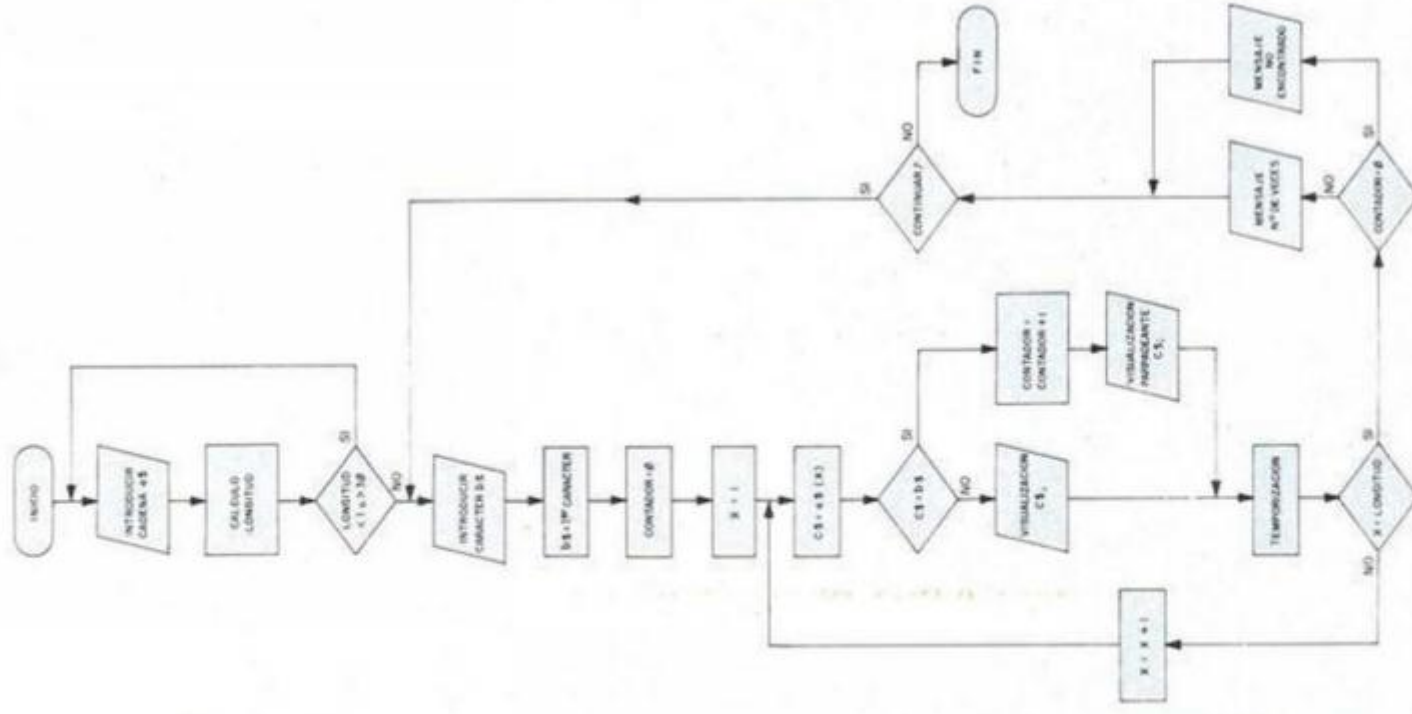 INICIO
INTRODUCIR
CADENA a$
CALCULO
LONGITUD
LONGITUD
SI
NO
INTRODUCIR
CARACTER b$
CARACTER
CONTADOR=Ø
X = 1
C$=a$(X)
C$=b$
SI
NO
VISUALIZACION
C$,
CONTADOR=
CONTADOR+1
VISUALIZACION
PARPADEANTE
C$,
TEMPORIZACION
X=LONGITUD
NO
SI
X = X+1
CONTADOR=Ø
NO
SI
MENSAJE
Nº DE VECES
MENSAJE
NO
ENCONTRADO
CONTINUAR?
SI
NO
FIN